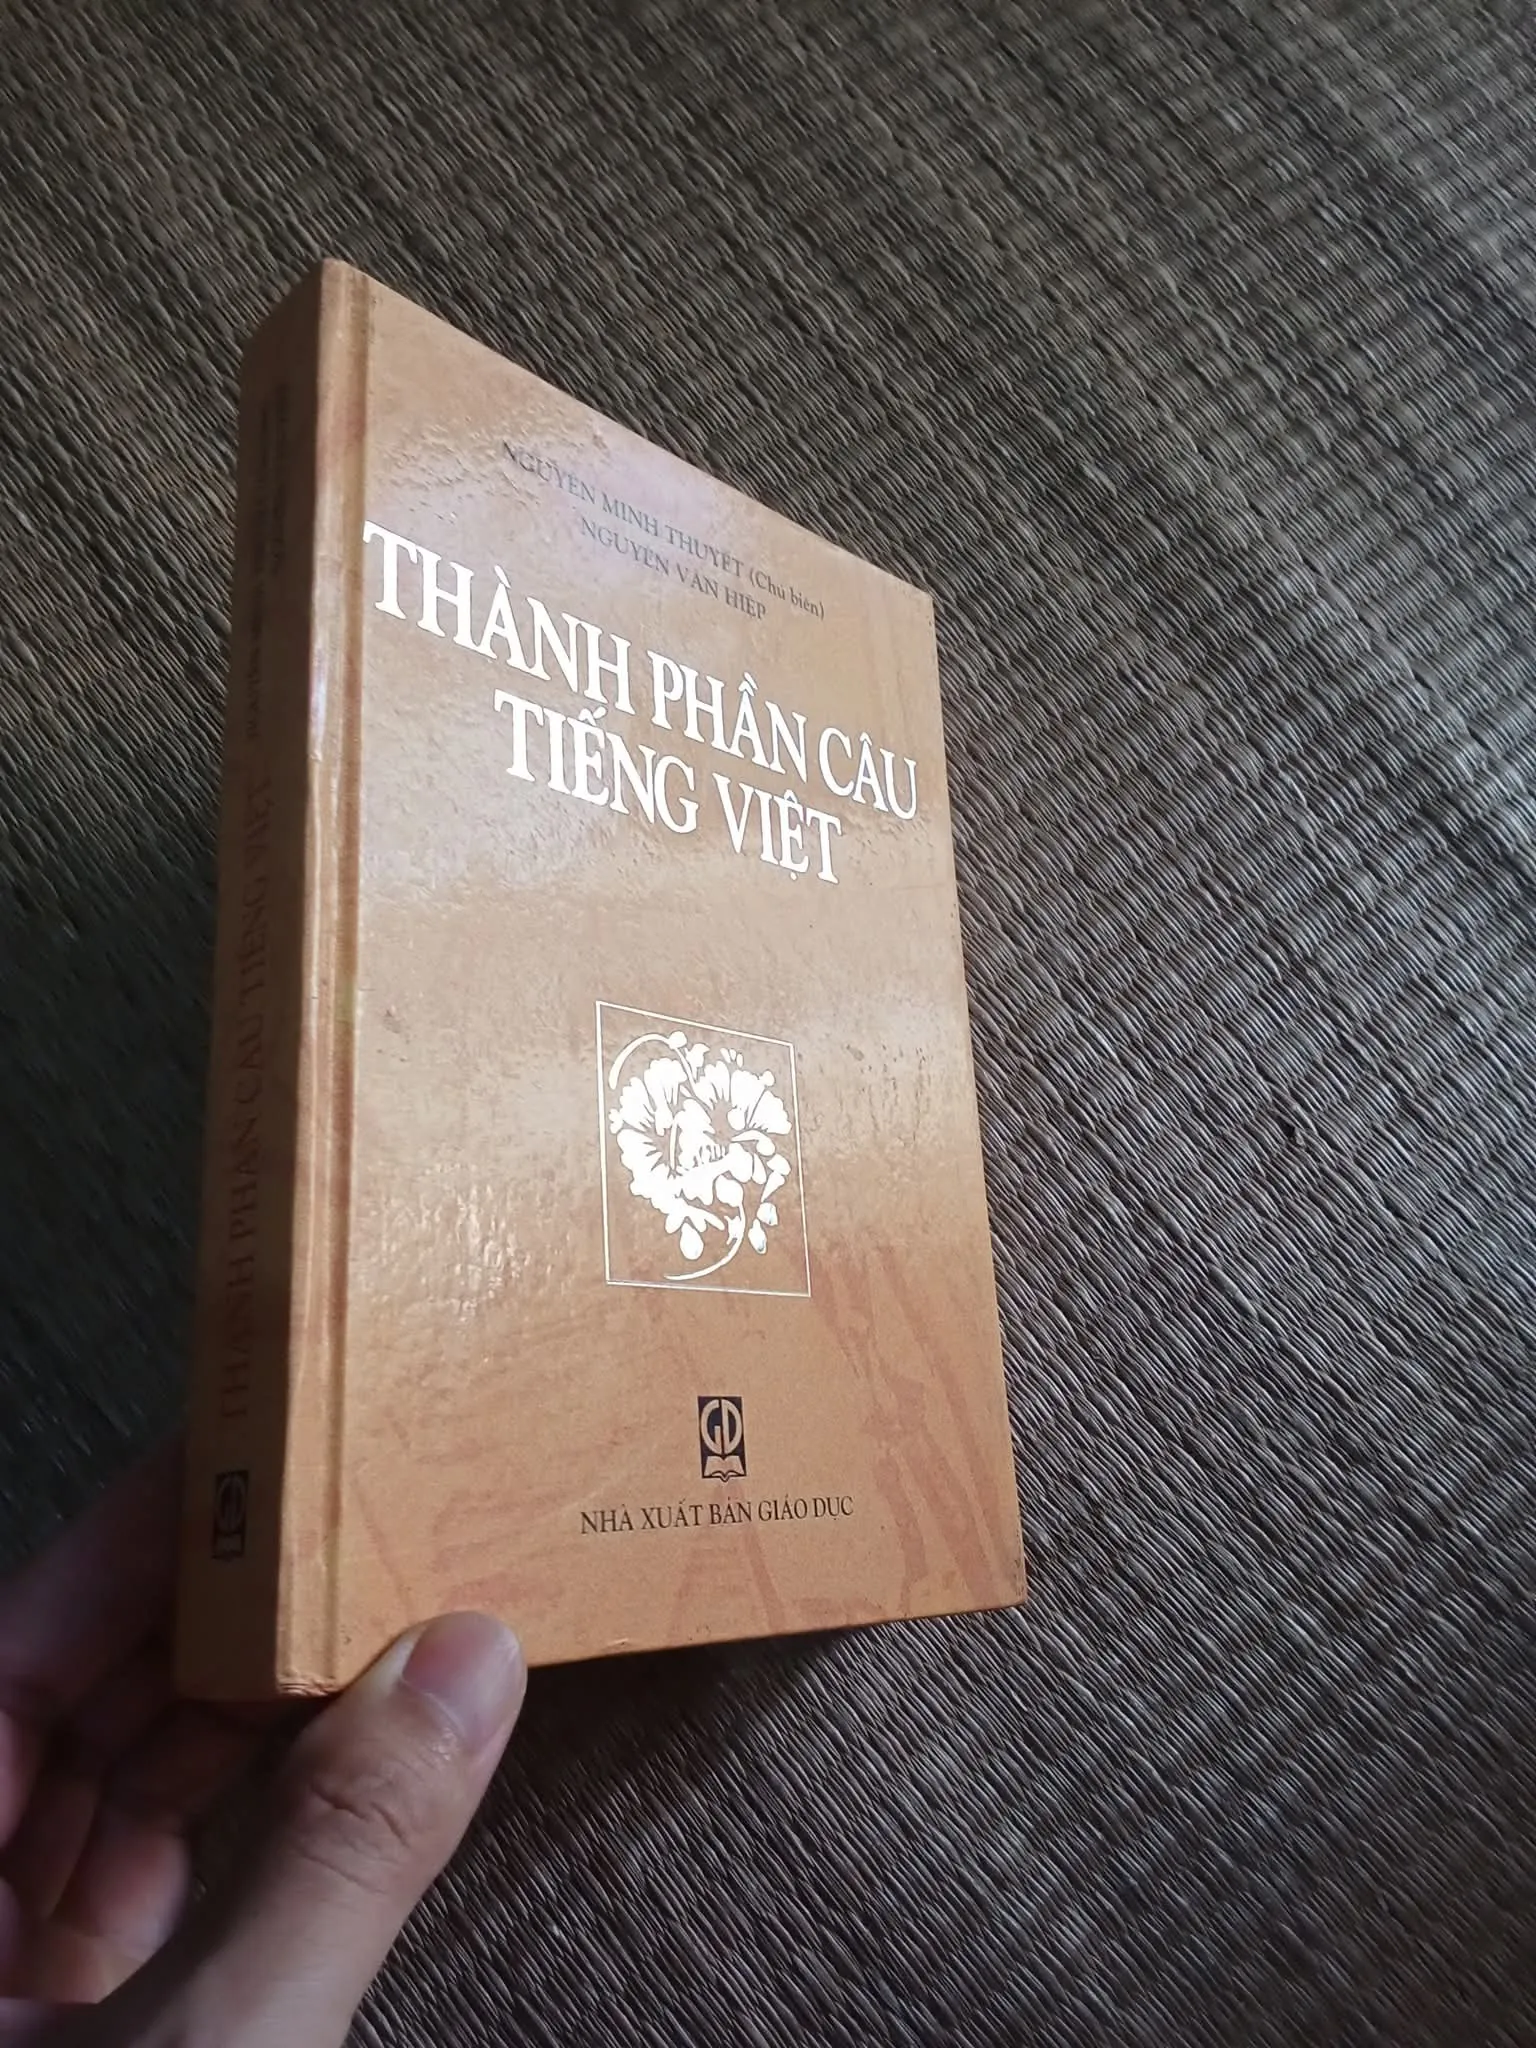 NGUYỄN MINH THUYẾT (Chủ biên)
NGUYỄN VĂN HIỆP
THÀNH PHẦN CÂU
TIẾNG VIỆT
GD
NHÀ XUẤT BẢN GIÁO DỤC
THÀNH PHẦN CÂU TIẾNG VIỆT